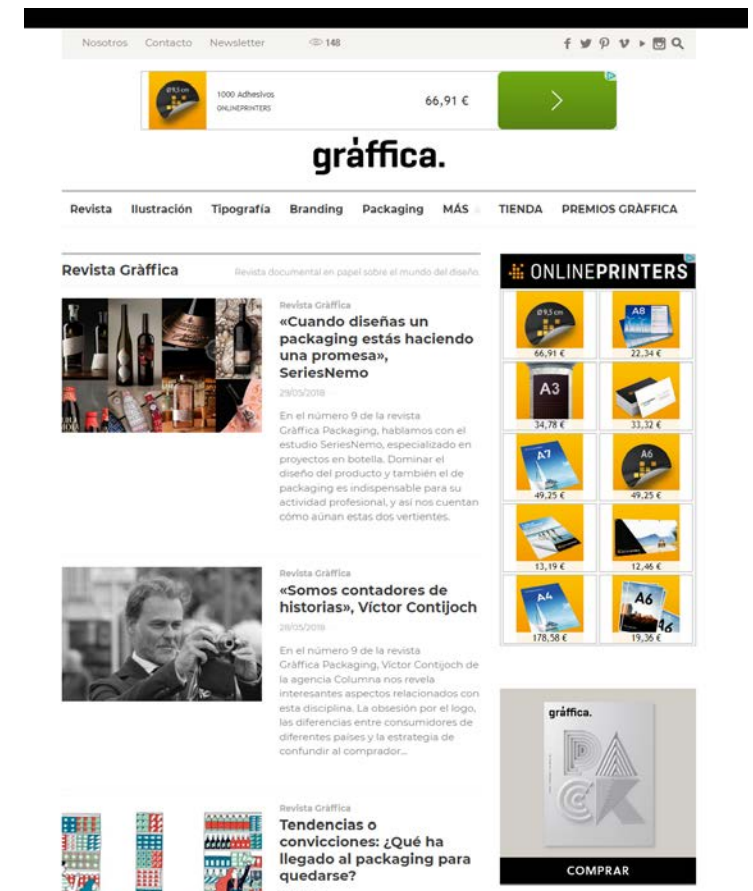 Nosotros Contacto Newsletter 148
Ø9,5 cm
1000 Adhesivos
ONLINEPRINTERS
66,91 €
gràffica.
Revista Ilustración Tipografía Branding Packaging MÁS TIENDA PREMIOS GRÀFFICA
Revista Gràffica
Revista documental en papel sobre el mundo del diseño.
Revista Gràffica
«Cuando diseñas un
packaging estás haciendo
una promesa»,
SeriesNemo
29/05/2018
En el número 9 de la revista
Gràffica Packaging, hablamos con el
estudio SeriesNemo, especializado en
proyectos en botella. Dominar el
diseño del producto y también el de
packaging es indispensable para su
actividad profesional, y así nos cuentan
cómo aúnan estas dos vertientes.
Revista Gràffica
«Somos contadores de
historias», Víctor Contijoch
28/05/2018
En el número 9 de la revista
Gràffica Packaging, Víctor Contijoch de
la agencia Columna nos revela
interesantes aspectos relacionados con
esta disciplina. La obsesión por el logo,
las diferencias entre consumidores de
diferentes países y la estrategia de
confundir al comprador...
Revista Gràffica
Tendencias o
convicciones: ¿Qué ha
llegado al packaging para
quedarse?
ONLINEPRINTERS
Ø9,5 cm
A8
66,91 €
22,34 €
A3
34,78 €
33,32 €
A7
A6
49,25 €
49,25 €
13,19 €
12,46 €
A4
A6
A6
178,58 €
19,36 €
gràffica.
PACK
COMPRAR